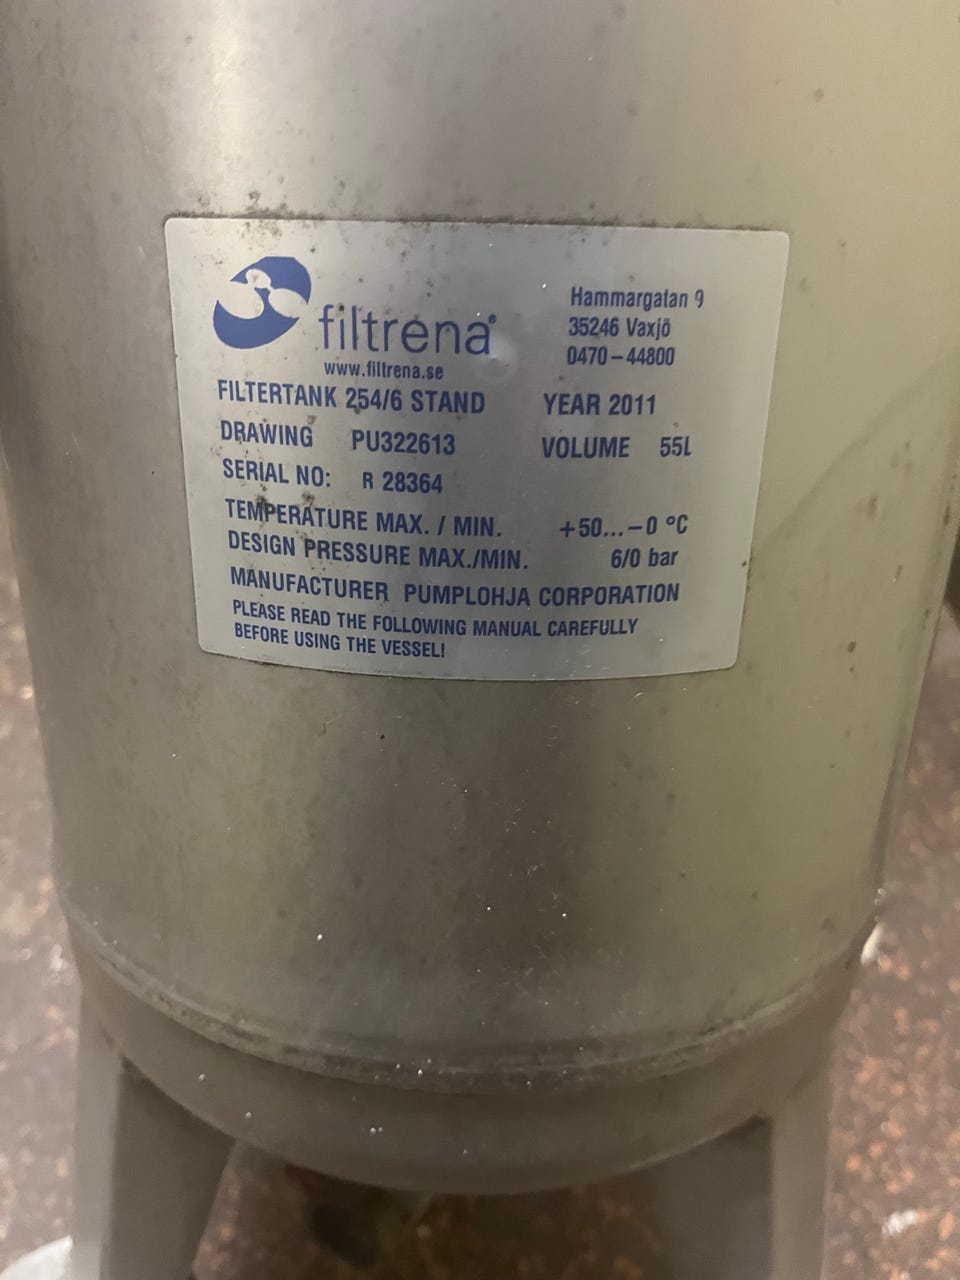 filtrena®
www.filtrena.se
Hammargatan 9
35246 Vaxjö
0470-44800
FILTERTANK 254/6 STAND YEAR 2011
DRAWING PU322613 VOLUME 55L
SERIAL NO: R 28364
TEMPERATURE MAX. / MIN. +50...-0 °C
DESIGN PRESSURE MAX./MIN. 6/0 bar
MANUFACTURER PUMPLOHJA CORPORATION
PLEASE READ THE FOLLOWING MANUAL CAREFULLY
BEFORE USING THE VESSEL!